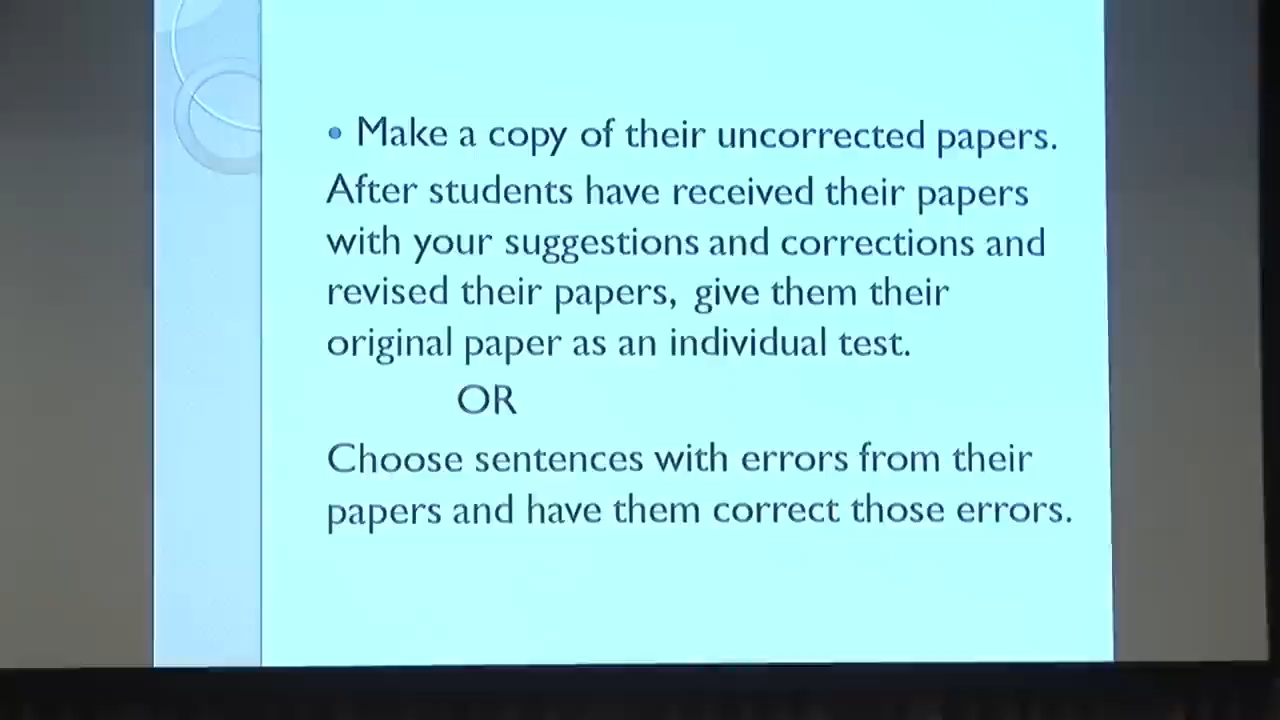 • Make a copy of their uncorrected papers.
After students have received their papers
with your suggestions and corrections and
revised their papers, give them their
original paper as an individual test.
OR
Choose sentences with errors from their
papers and have them correct those errors.